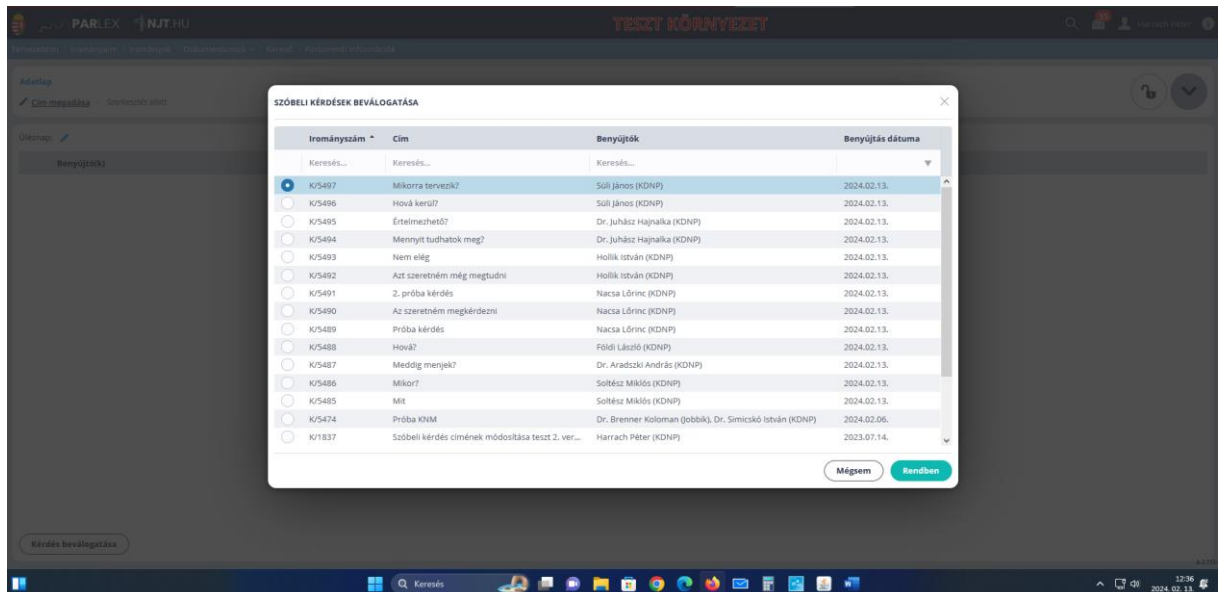 PARLEX NJT.HU
TESZT KÖRNYEZET
Harrach Péter
Adatlap
Cím megadása Szerkesztés alatt
Ülésnap:
Benyújtó(k)
SZÓBELI KÉRDÉSEK BEVÁLOGATÁSA
Irományszám Cím Benyújtók Benyújtás dátuma
Keresés... Keresés... Keresés...
K/5497 Mikorra tervezik? Süli János (KDNP) 2024.02.13.
K/5496 Hová kerül? Süli János (KDNP) 2024.02.13.
K/5495 Értelmezhető? Dr. Juhász Hajnalka (KDNP) 2024.02.13.
K/5494 Mennyit tudhatok meg? Dr. Juhász Hajnalka (KDNP) 2024.02.13.
K/5493 Nem elég Hollik István (KDNP) 2024.02.13.
K/5492 Azt szeretném még megtudni Hollik István (KDNP) 2024.02.13.
K/5491 2. próba kérdés Nacsa Lőrinc (KDNP) 2024.02.13.
K/5490 Az szeretném megkérdezni Nacsa Lőrinc (KDNP) 2024.02.13.
K/5489 Próba kérdés Nacsa Lőrinc (KDNP) 2024.02.13.
K/5488 Hová? Földi László (KDNP) 2024.02.13.
K/5487 Meddig menjek? Dr. Aradszki András (KDNP) 2024.02.13.
K/5486 Mikor? Soltész Miklós (KDNP) 2024.02.13.
K/5485 Mit Soltész Miklós (KDNP) 2024.02.13.
K/5474 Próba KNM Dr. Brenner Koloman (Jobbik), Dr. Simicskó István (KDNP) 2024.02.06.
K/1837 Szóbeli kérdés címének módosítása teszt 2. ver... Harrach Péter (KDNP) 2023.07.14.
Mégsem Rendben
Kérdés beválogatása
Keresés
12:36
2024. 02. 13.